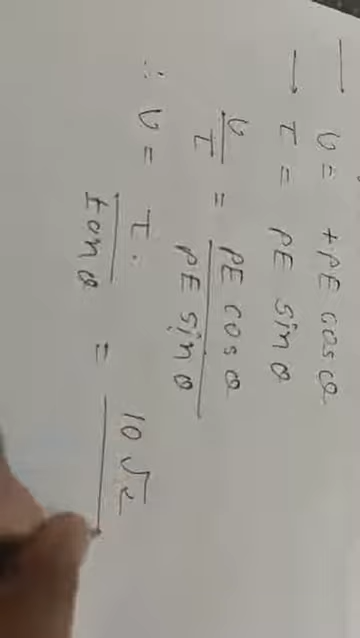 — U = + PE cos θ
→ τ = PE sin θ
U/τ = PE cos θ / PE sin θ
∴ U = τ. / tan θ = 10√2